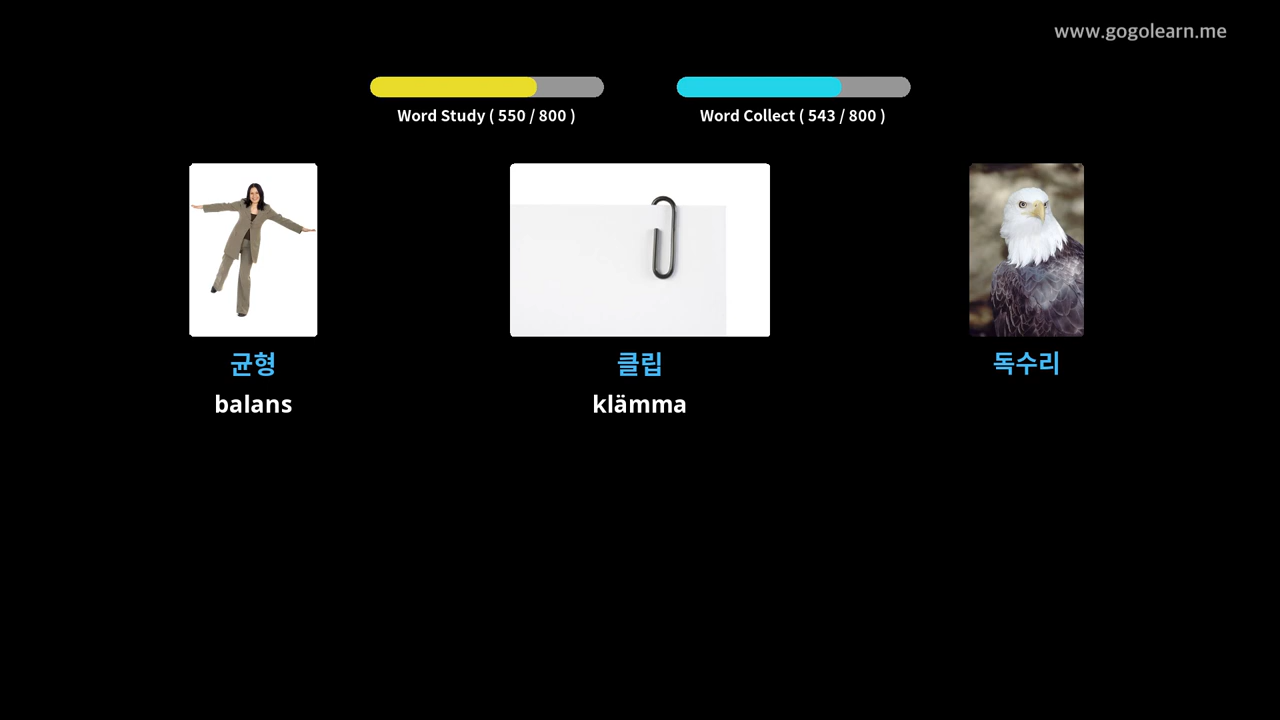 www.gogolearn.me
Word Study ( 550 / 800 )
Word Collect ( 543 / 800 )
균형
클립
독수리
balans
klämma